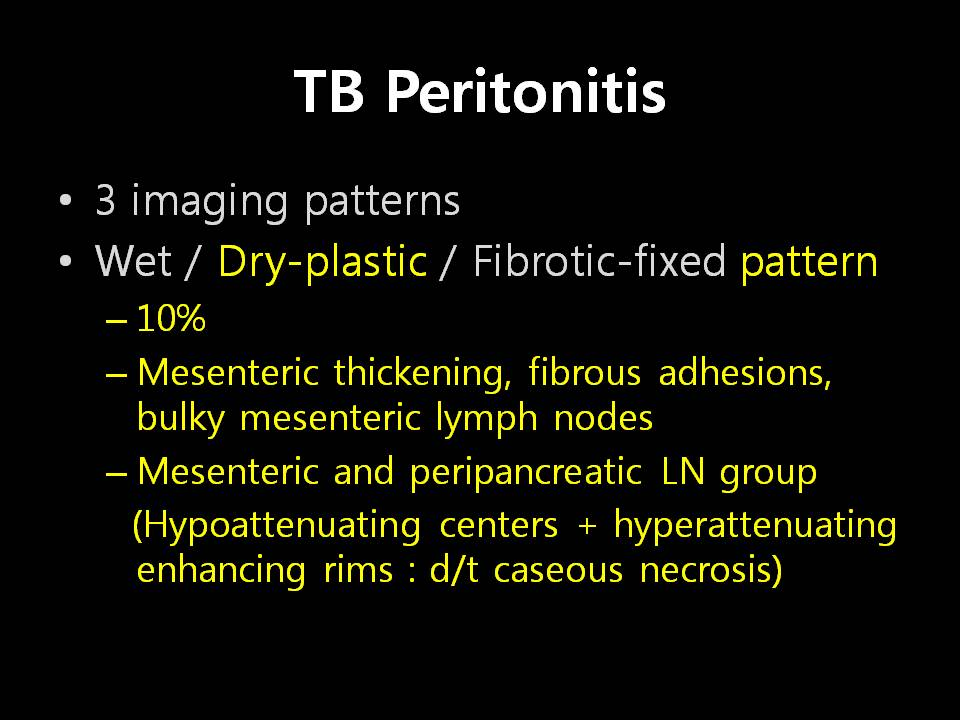 TB Peritonitis
• 3 imaging patterns
• Wet / Dry-plastic / Fibrotic-fixed pattern
– 10%
– Mesenteric thickening, fibrous adhesions,
bulky mesenteric lymph nodes
– Mesenteric and peripancreatic LN group
(Hypoattenuating centers + hyperattenuating
enhancing rims : d/t caseous necrosis)